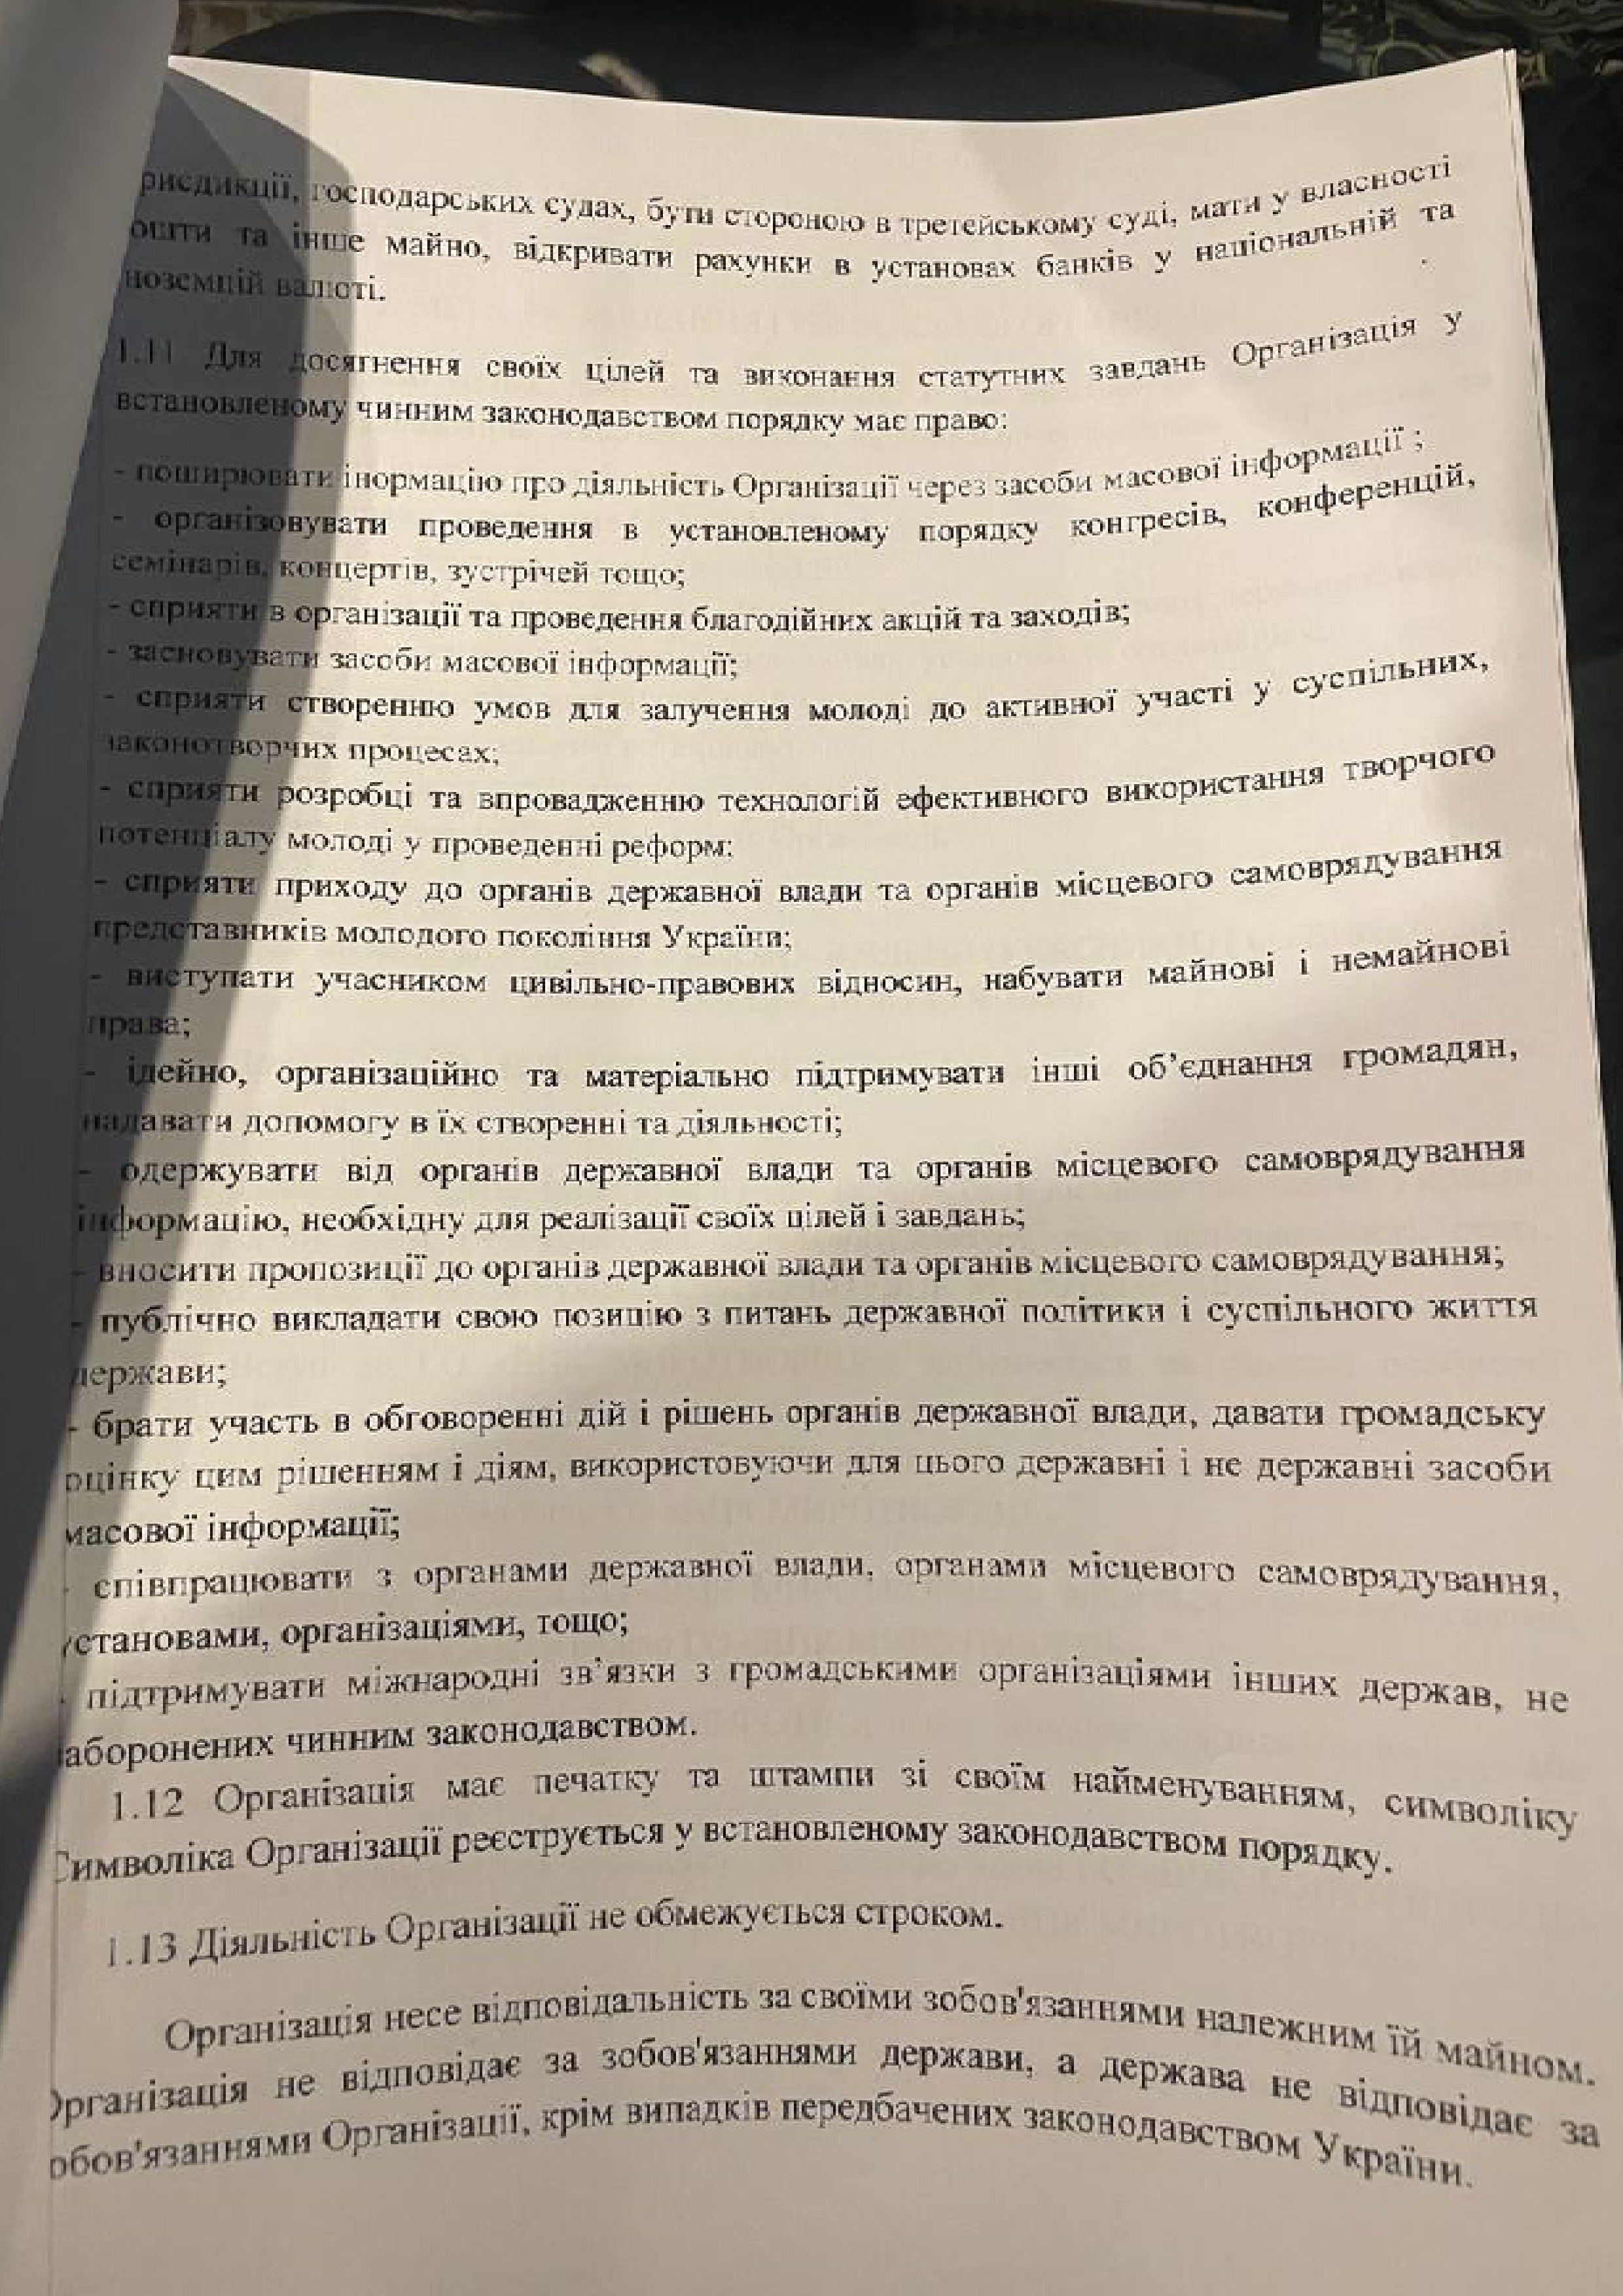 рисдикції, господарських судах, бути стороною в третейському суді, мати у власності
ошти та інше майно, відкривати рахунки в установах банків у національній та
ноземній валюті.
1.11 Для досягнення своїх цілей та виконання статутних завдань Організація у
встановленому чинним законодавством порядку має право:
- поширювати інормацію про діяльність Організації через засоби масової інформації ;
- організовувати проведення в установленому порядку конгресів, конференцій,
семінарів, концертів, зустрічей тощо;
- сприяти в організації та проведення благодійних акцій та заходів;
- засновувати засоби масової інформації;
- сприяти створенню умов для залучення молоді до активної участі у суспільних,
законотворчих процесах;
- сприяти розробці та впровадженню технологій ефективного використання творчого
потенціалу молоді у проведенні реформ:
- сприяти приходу до органів державної влади та органів місцевого самоврядування
представників молодого покоління України;
- виступати учасником цивільно-правових відносин, набувати майнові і немайнові
права;
- ідейно, організаційно та матеріально підтримувати інші об’єднання громадян,
надавати допомогу в їх створенні та діяльності;
- одержувати від органів державної влади та органів місцевого самоврядування
інформацію, необхідну для реалізації своїх цілей і завдань;
- вносити пропозиції до органів державної влади та органів місцевого самоврядування;
- публічно викладати свою позицію з питань державної політики і суспільного життя
держави;
- брати участь в обговоренні дій і рішень органів державної влади, давати громадську
оцінку цим рішенням і діям, використовуючи для цього державні і не державні засоби
масової інформації;
- співпрацювати з органами державної влади, органами місцевого самоврядування,
установами, організаціями, тощо;
- підтримувати міжнародні зв’язки з громадськими організаціями інших держав, не
аборонених чинним законодавством.
1.12 Організація має печатку та штампи зі своїм найменуванням, символіку
Символіка Організації реєструється у встановленому законодавством порядку.
1.13 Діяльність Організації не обмежується строком.
Організація несе відповідальність за своїми зобов'язаннями належним їй майном.
Організація не відповідає за зобов'язаннями держави, а держава не відповідає за
обов'язаннями Організації, крім випадків передбачених законодавством України.